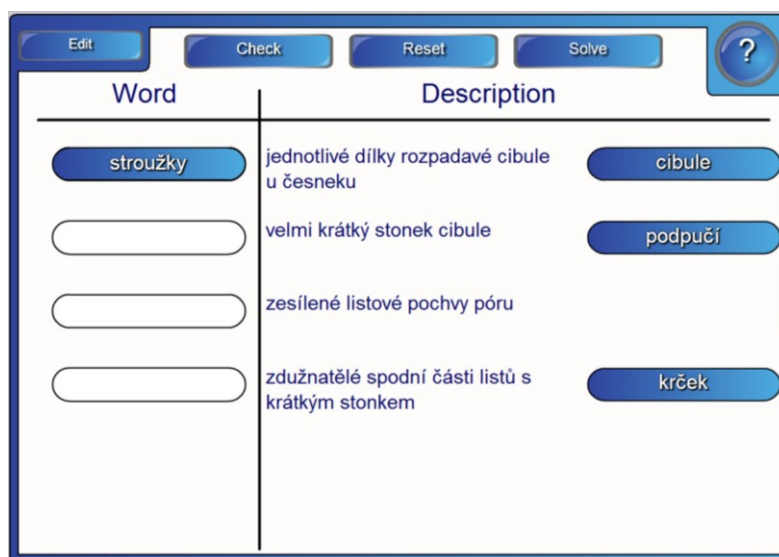 Edit
Check
Reset
Solve
?
Word
Description
stroužky
jednotlivé dílky rozpadavé cibule
u česneku
cibule
velmi krátký stonek cibule
podpučí
zesílené listové pochvy póru
zdužnatělé spodní části listů s
krátkým stonkem
krček